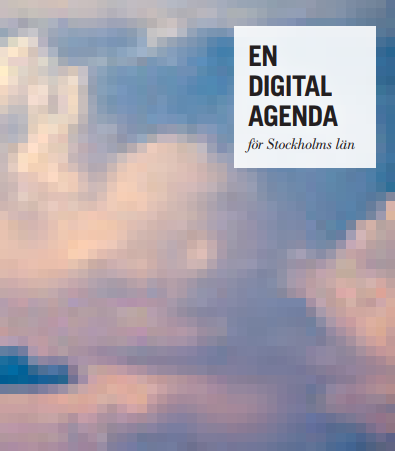 EN
DIGITAL
AGENDA
för Stockholms län